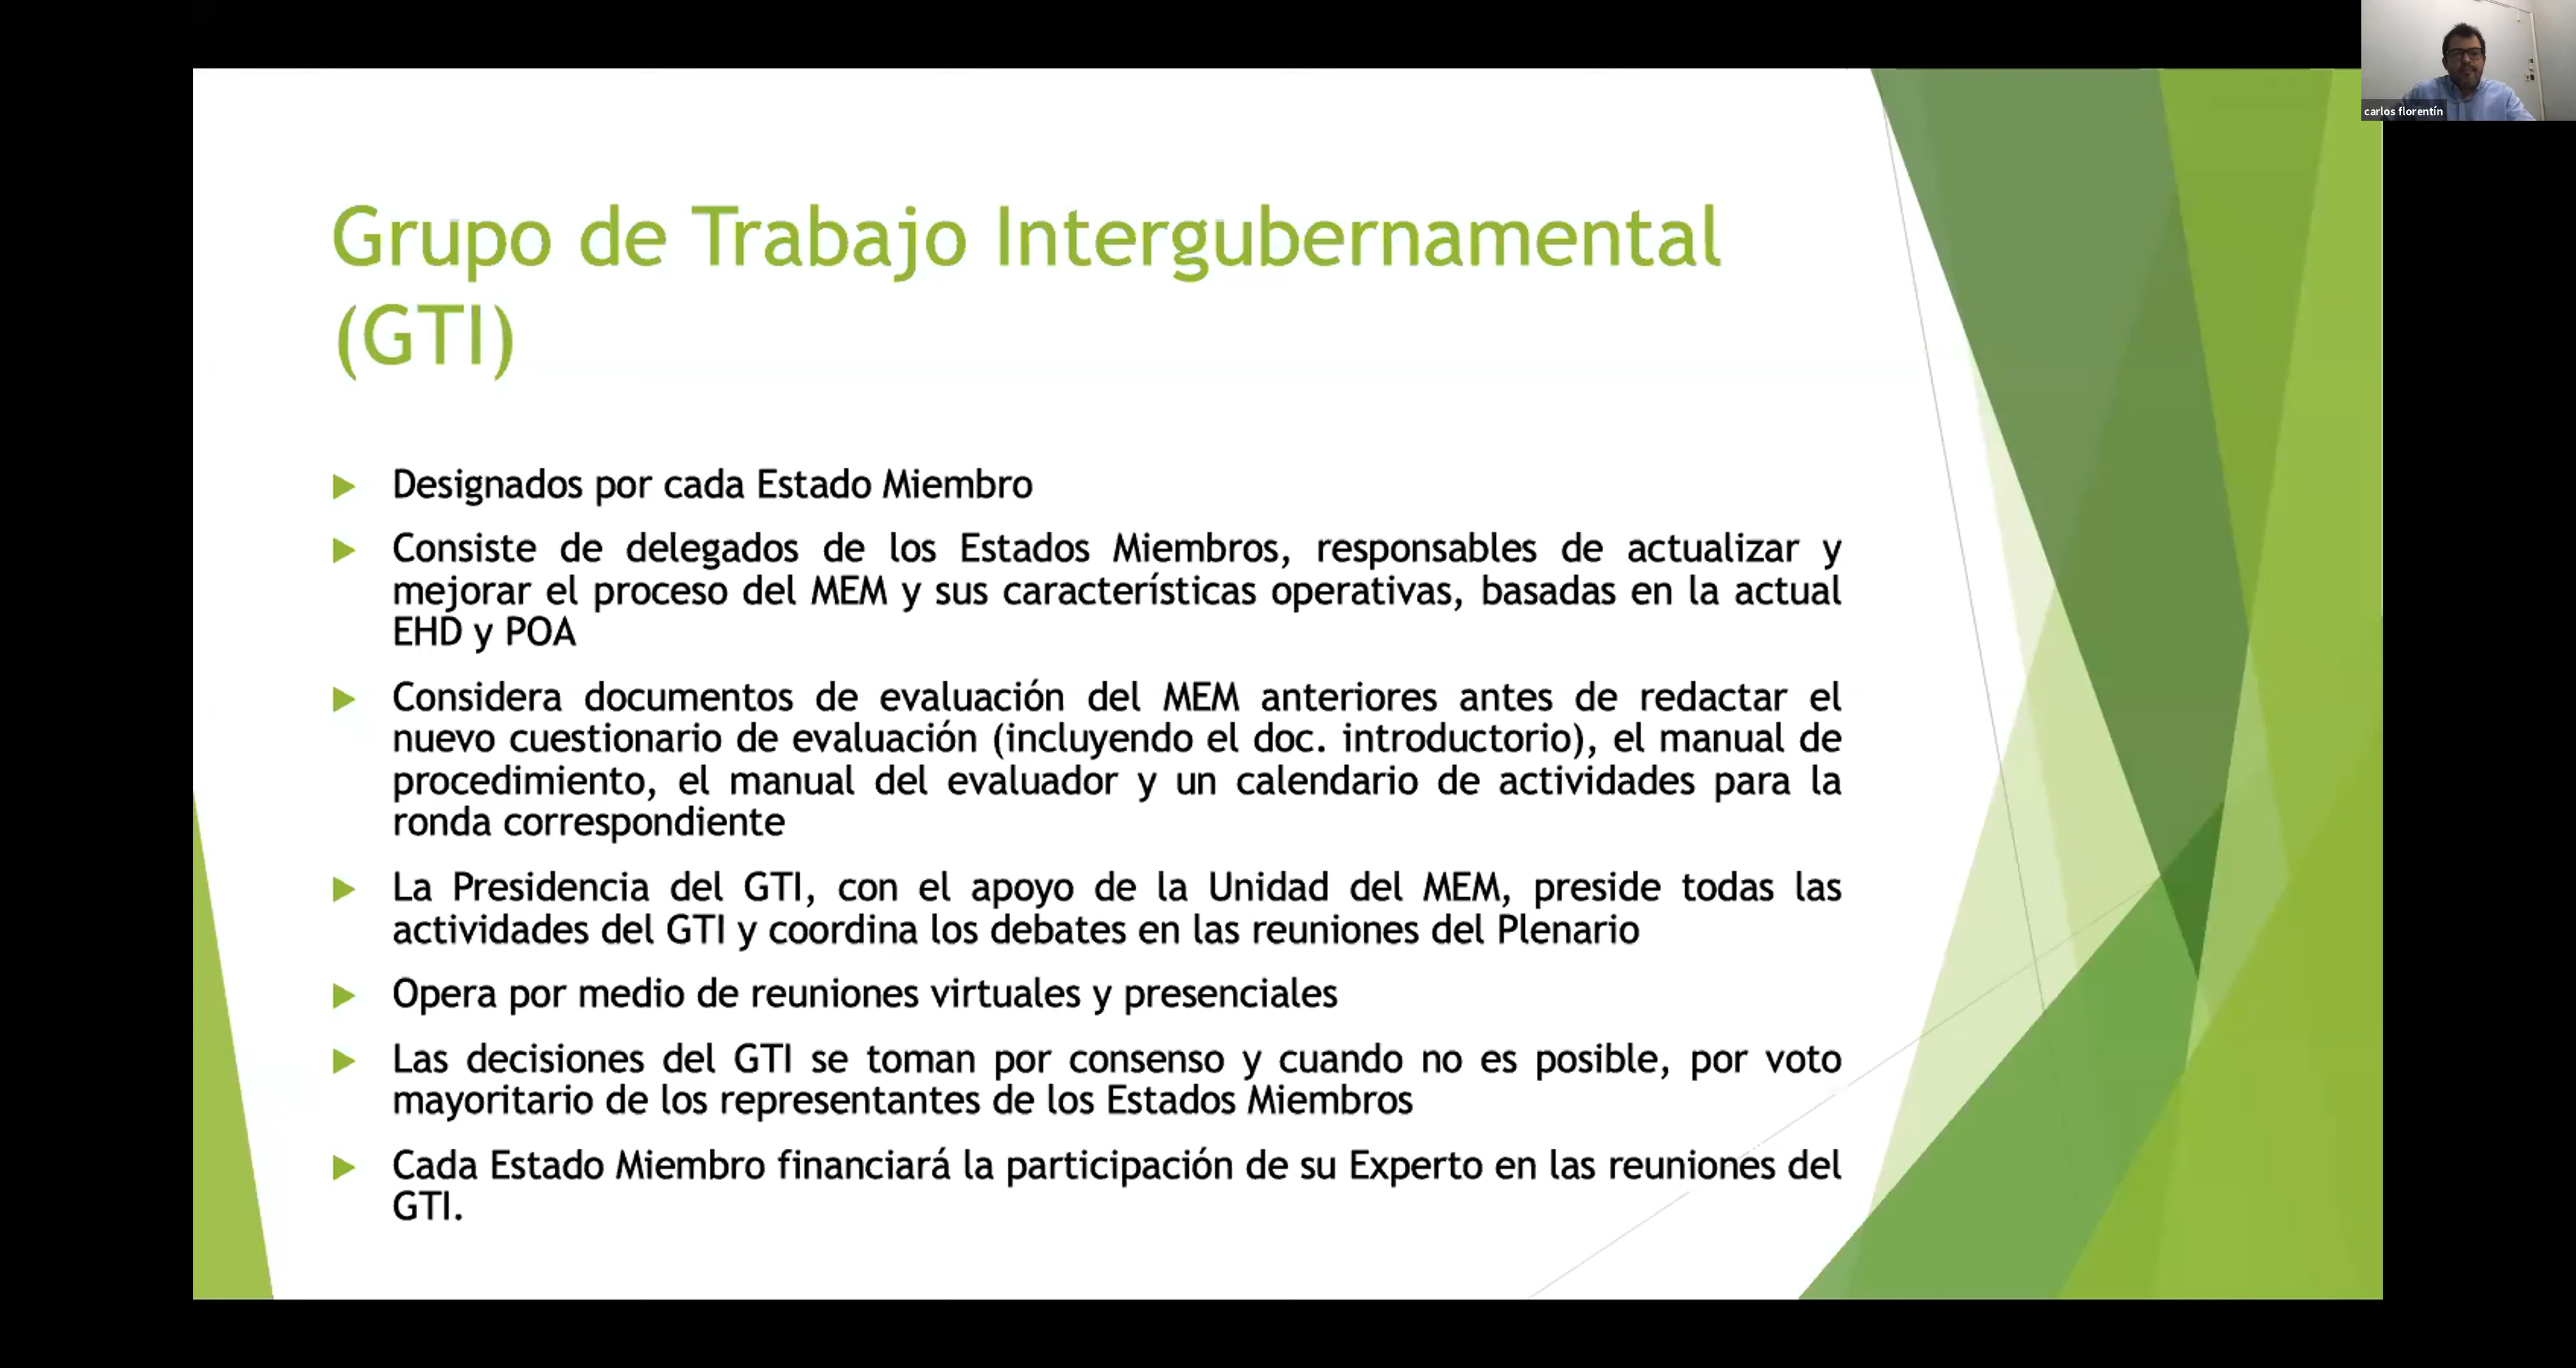 carlos florentín
Grupo de Trabajo Intergubernamental
(GTI)
Designados por cada Estado Miembro
Consiste de delegados de los Estados Miembros, responsables de actualizar y
mejorar el proceso del MEM y sus características operativas, basadas en la actual
EHD y POA
Considera documentos de evaluación del MEM anteriores antes de redactar el
nuevo cuestionario de evaluación (incluyendo el doc. introductorio), el manual de
procedimiento, el manual del evaluador y un calendario de actividades para la
ronda correspondiente
La Presidencia del GTI, con el apoyo de la Unidad del MEM, preside todas las
actividades del GTI y coordina los debates en las reuniones del Plenario
Opera por medio de reuniones virtuales y presenciales
Las decisiones del GTI se toman por consenso y cuando no es posible, por voto
mayoritario de los representantes de los Estados Miembros
Cada Estado Miembro financiará la participación de su Experto en las reuniones del
GTI.